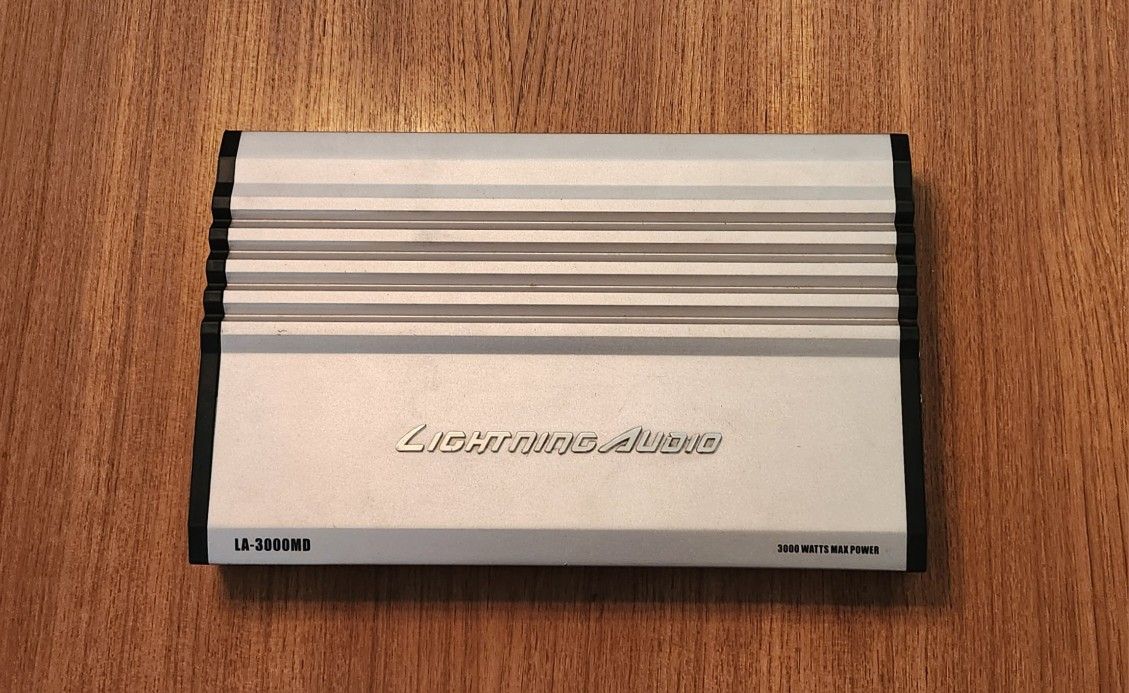 LIGHTNING AUDIO
LA-3000MD
3000 WATTS MAX POWER